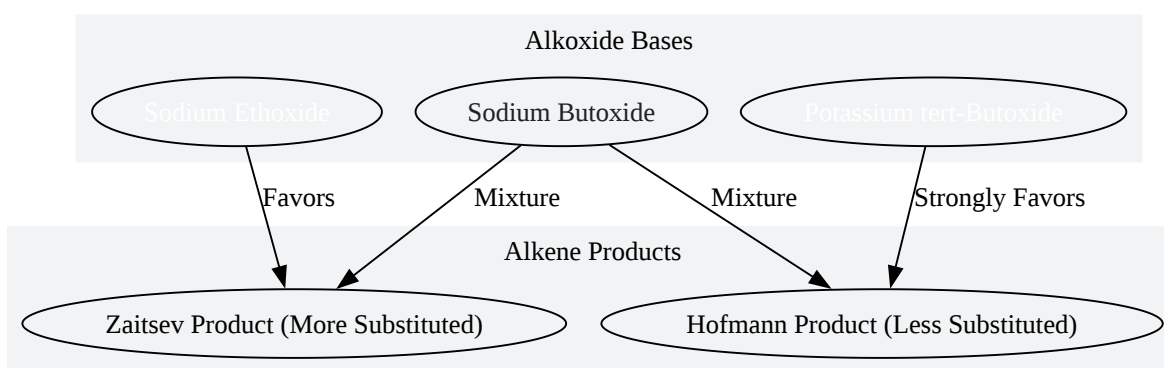 Alkoxide Bases
Sodium Ethoxide
Sodium Butoxide
Potassium tert-Butoxide
Favors
Mixture
Mixture
Strongly Favors
Alkene Products
Zaitsev Product (More Substituted)
Hofmann Product (Less Substituted)